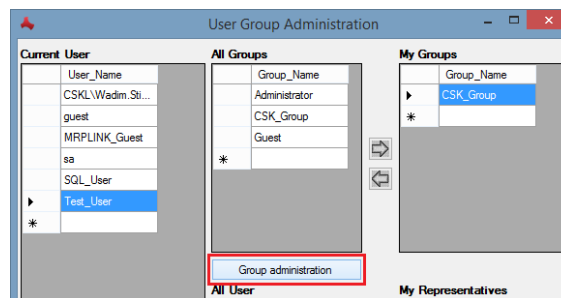 User Group Administration
Current User
All Groups
My Groups
User_Name
Group_Name
Group_Name
CSKL\Wadim.Sti...
Administrator
CSK_Group
guest
CSK_Group
MRPLINK_Guest
Guest
sa
SQL_User
Test_User
Group administration
All User
My Representatives